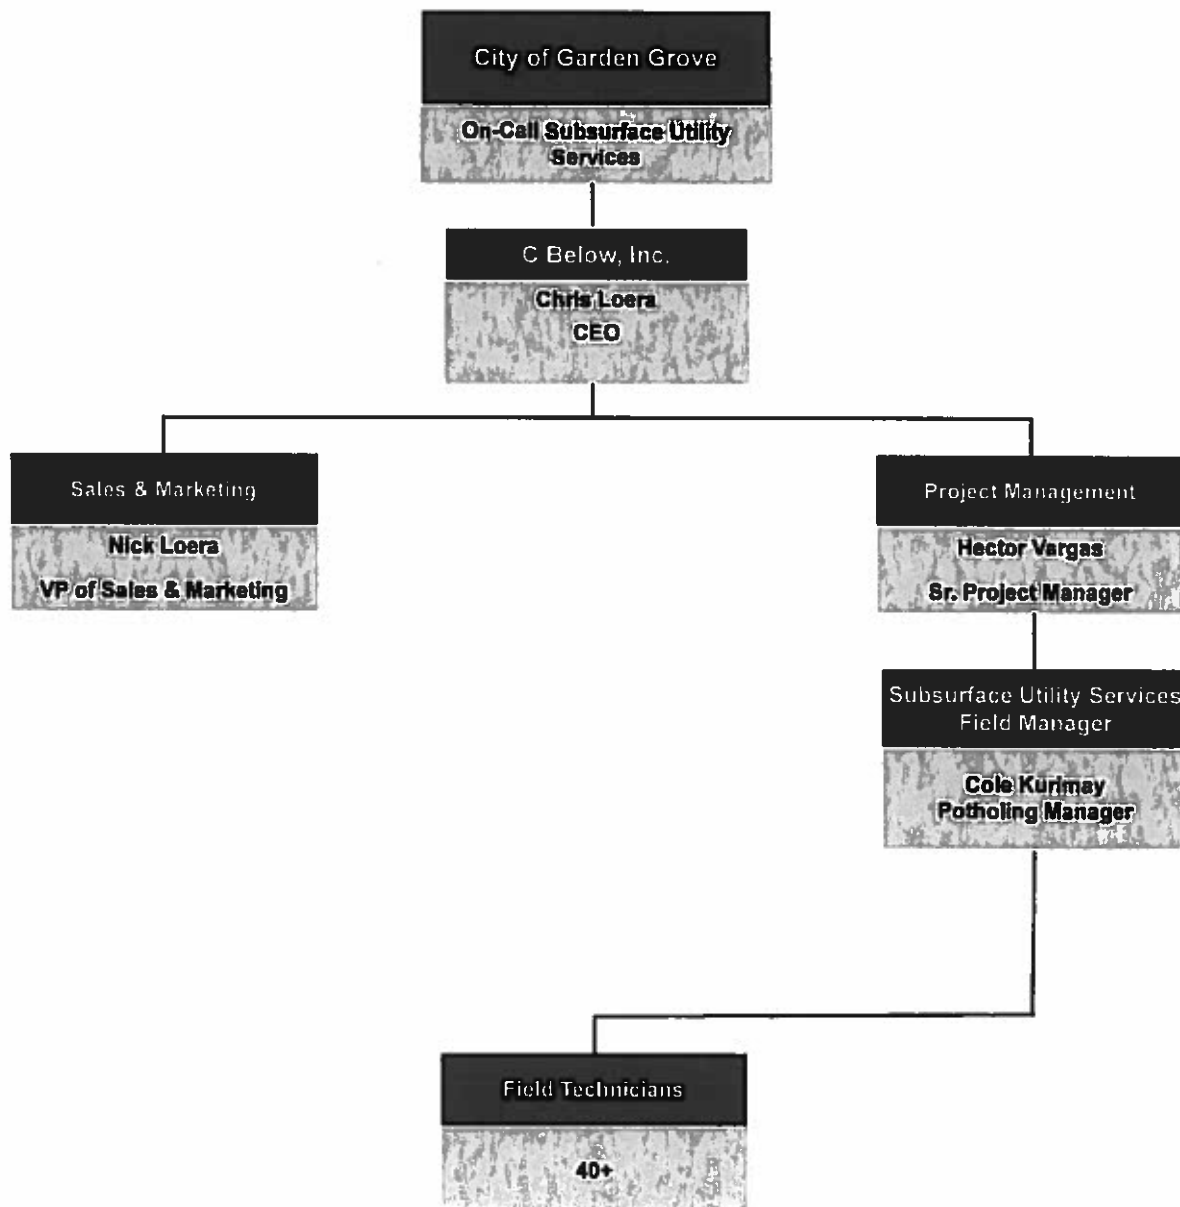 City of Garden Grove
On-Call Subsurface Utility
Services
C Below, Inc.
Chris Loera
CEO
Sales & Marketing
Nick Loera
VP of Sales & Marketing
Project Management
Hector Vargas
Sr. Project Manager
Subsurface Utility Services
Field Manager
Cole Kurimay
Potholing Manager
Field Technicians
40+